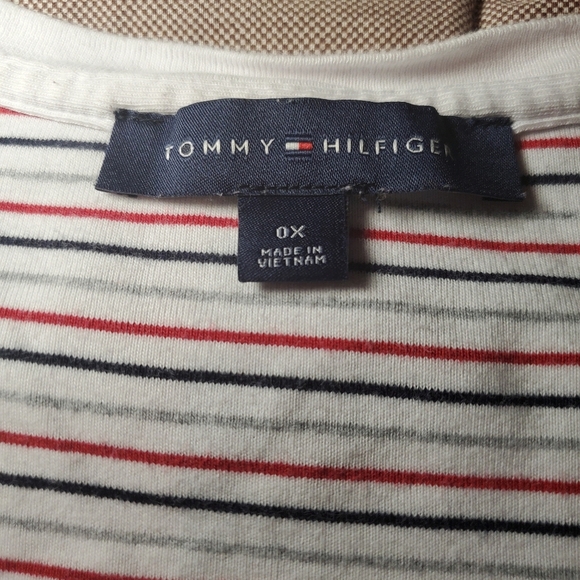 TOMMY HILFIGER
0X
MADE IN
VIETNAM